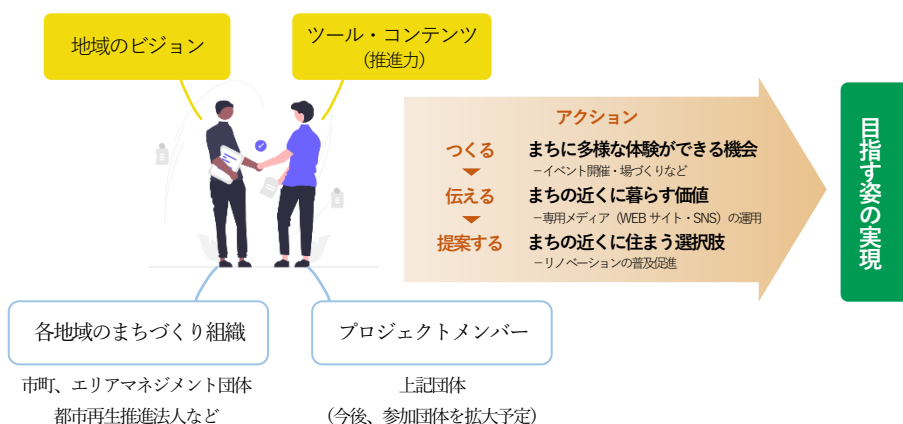 地域のビジョン
ツール・コンテンツ
（推進力）
アクション
つくる
まちに多様な体験ができる機会
－イベント開催・場づくりなど
伝える
まちの近くに暮らす価値
－専用メディア（WEB サイト・SNS）の運用
提案する
まちの近くに住まう選択肢
－リノベーションの普及促進
目指す姿の実現
各地域のまちづくり組織
プロジェクトメンバー
市町、エリアマネジメント団体
都市再生推進法人など
上記団体
（今後、参加団体を拡大予定）